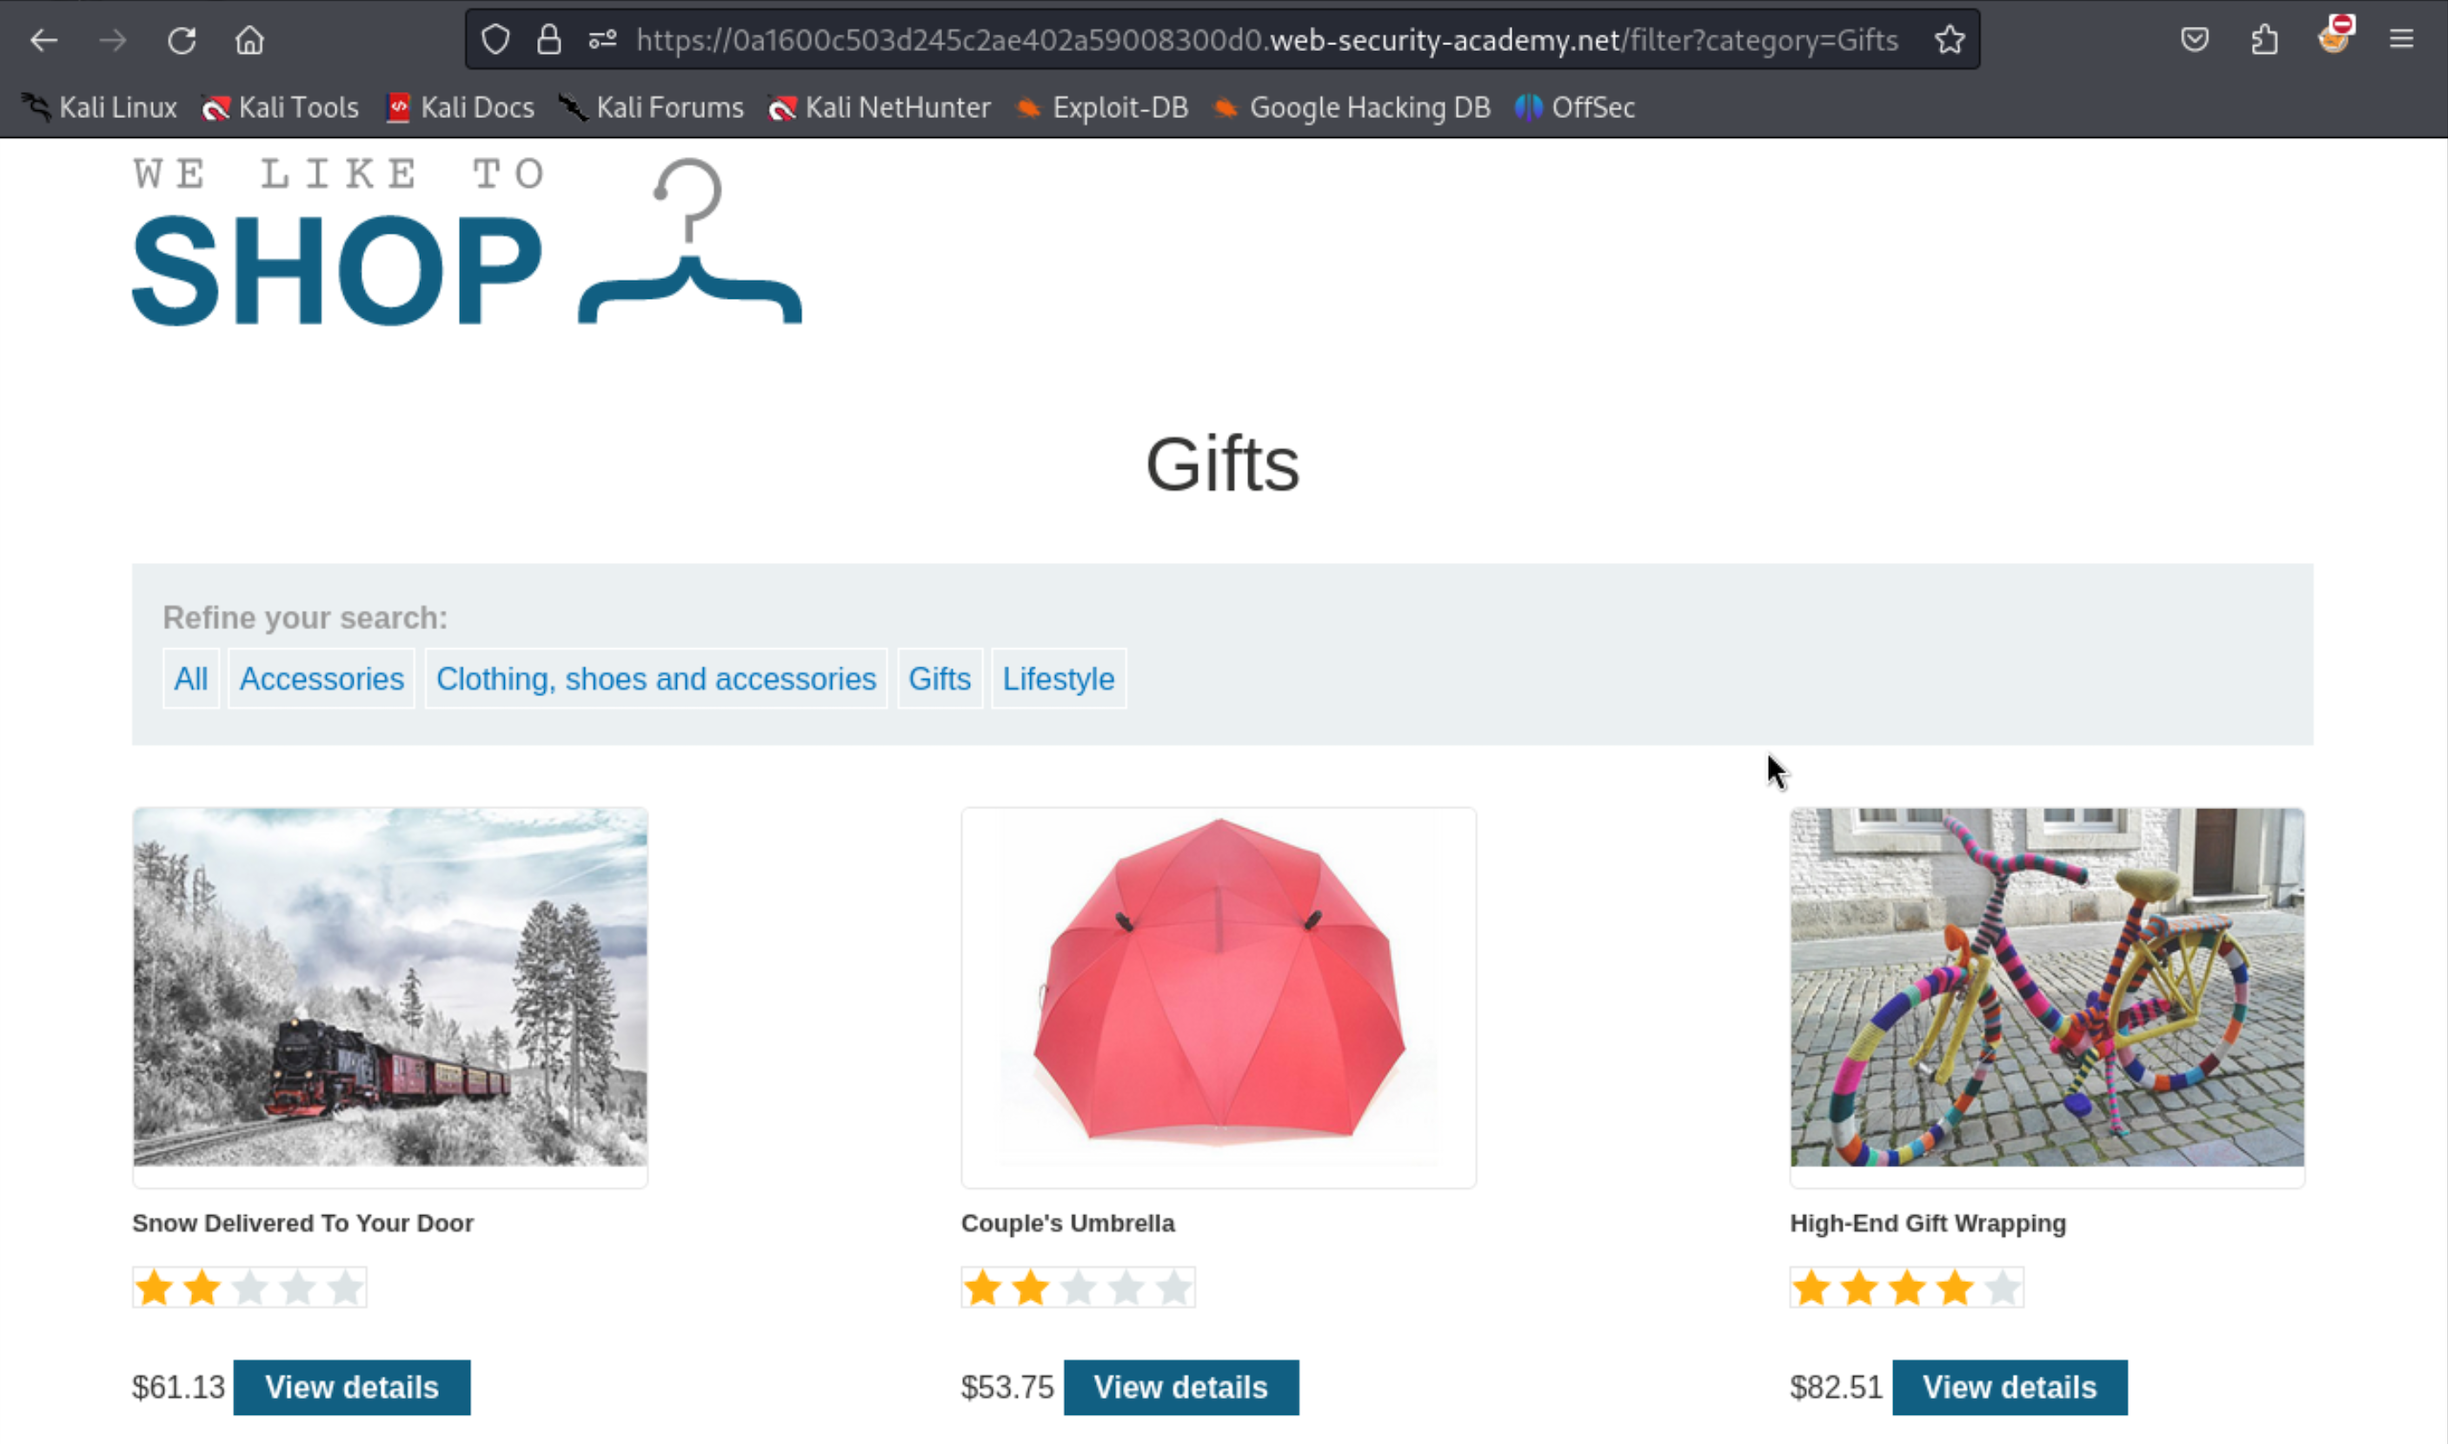 https://0a1600c503d245c2ae402a59008300d0.web-security-academy.net/filter?category=Gifts
Kali Linux Kali Tools Kali Docs Kali Forums Kali NetHunter Exploit-DB Google Hacking DB OffSec
WE LIKE TO
SHOP
Gifts
Refine your search:
All Accessories Clothing, shoes and accessories Gifts Lifestyle
Snow Delivered To Your Door Couple's Umbrella High-End Gift Wrapping
$61.13 View details $53.75 View details $82.51 View details